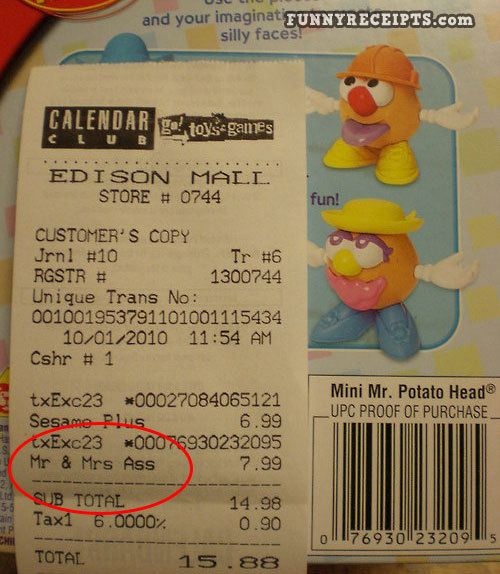 and your imaginati
silly faces!
FUNNYRECEIPTS.COM
CALENDAR
CLUB
go! toys & games
EDISON MALL
STORE # 0744
CUSTOMER'S COPY
Jrnl #10 Tr #6
RGSTR # 1300744
Unique Trans No:
001001953791101001115434
10/01/2010 11:54 AM
Cshr # 1
txExc23 *00027084065121
Sesame Plus 6.99
txExc23 *00076930232095
Mr & Mrs Ass 7.99
SUB TOTAL 14.98
Tax1 6.0000% 0.90
TOTAL 15.88
fun!
Mini Mr. Potato Head®
UPC PROOF OF PURCHASE
0 76930 23209 5